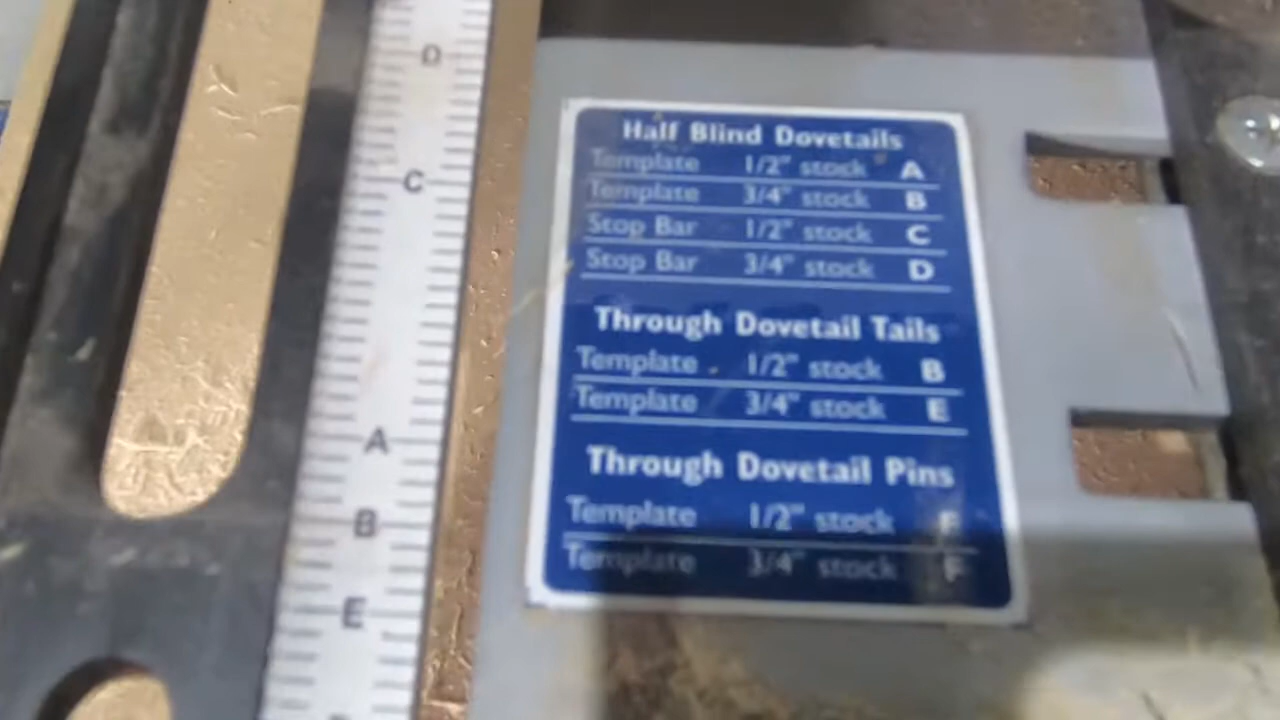 D
C
A
B
E
Half Blind Dovetails
Template 1/2" stock A
Template 3/4" stock B
Stop Bar 1/2" stock C
Stop Bar 3/4" stock D
Through Dovetail Tails
Template 1/2" stock B
Template 3/4" stock E
Through Dovetail Pins
Template 1/2" stock F
Template 3/4" stock F